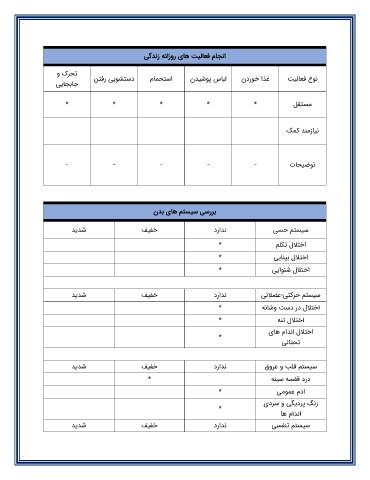 انجام فعالیت های روزانه زندگی
نوع فعالیت غذا خوردن لباس پوشیدن استحمام دستشویی رفتن تحرک و جابجایی
مستقل * * * * *
نیازمند کمک
توضیحات - - - - -
بررسی سیستم های بدن
سیستم حسی ندارد خفیف شدید
اختلال تکلم *
اختلال بینایی *
اختلال شنوایی *
سیستم حرکتی-عضلانی ندارد خفیف شدید
اختلال در دست وشانه *
اختلال تنه *
اختلال اندام های تحتانی *
سیستم قلب و عروق ندارد خفیف شدید
درد قفسه سینه *
ادم عمومی *
رنگ پریدگی و سردی اندام ها *
سیستم تنفسی ندارد خفیف شدید